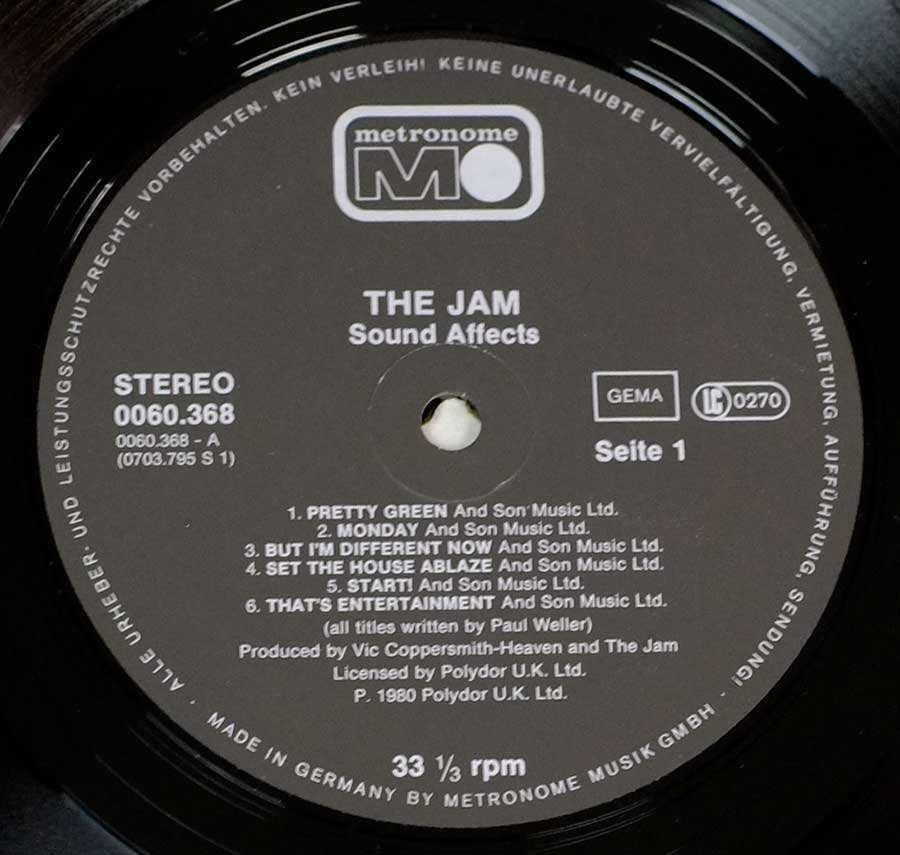 ALLE URHEBER- UND LEISTUNGSSCHUTZRECHTE VORBEHALTEN. KEIN VERLEIH! KEINE UNERLAUBTE VERVIELFÄLTIGUNG, VERMIETUNG, AUFFÜHRUNG, SENDUNG!
metronome
MO
THE JAM
Sound Affects
STEREO
0060.368
0060.368 - A
(0703.795 S 1)
GEMA
LC 0270
Seite 1
1. PRETTY GREEN And Son Music Ltd.
2. MONDAY And Son Music Ltd.
3. BUT I'M DIFFERENT NOW And Son Music Ltd.
4. SET THE HOUSE ABLAZE And Son Music Ltd.
5. START! And Son Music Ltd.
6. THAT'S ENTERTAINMENT And Son Music Ltd.
(all titles written by Paul Weller)
Produced by Vic Coppersmith-Heaven and The Jam
Licensed by Polydor U.K. Ltd.
P. 1980 Polydor U.K. Ltd.
33 ⅓ rpm
· MADE IN GERMANY BY METRONOME MUSIK GMBH ·